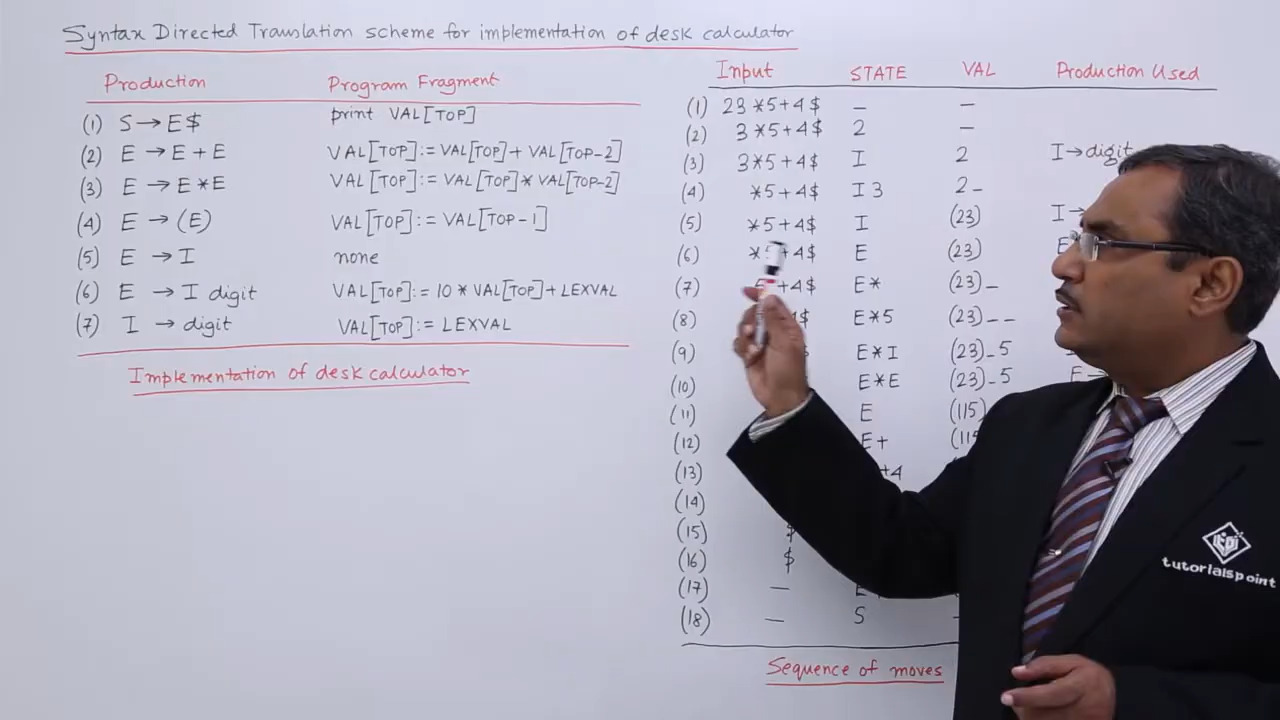 Syntax Directed Translation scheme for implementation of desk calculator
Production Program Fragment
(1) S → E$ print VAL[TOP]
(2) E → E + E VAL[TOP] := VAL[TOP] + VAL[TOP-2]
(3) E → E * E VAL[TOP] := VAL[TOP] * VAL[TOP-2]
(4) E → (E) VAL[TOP] := VAL[TOP-1]
(5) E → I none
(6) E → I digit VAL[TOP] := 10 * VAL[TOP] + LEXVAL
(7) I → digit VAL[TOP] := LEXVAL
Implementation of desk calculator
Input STATE VAL Production Used
(1) 23 *5+4$ — —
(2) 3 *5+4$ 2 —
(3) 3*5+4$ I 2 I → digit
(4) *5+4$ I 3 2 _
(5) *5+4$ I (23) I →
(6) *5+4$ E (23) E
(7) +4$ E* (23) _
(8) $ E*5 (23) _ _
(9) E*I (23) _ 5
(10) E*E (23) _ 5 E →
(11) E (115)
(12) E+
(13) +4
(14)
(15) $
(16) $
(17) —
(18) — S
Sequence of moves
tutorialspoint